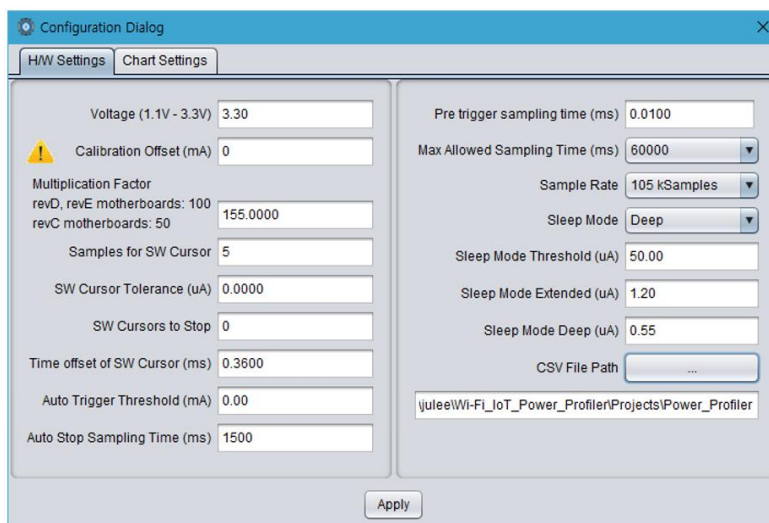 Configuration Dialog
H/W Settings
Chart Settings
Voltage (1.1V - 3.3V) 3.30
Calibration Offset (mA) 0
Multiplication Factor
revD, revE motherboards: 100
revC motherboards: 50
155.0000
Samples for SW Cursor 5
SW Cursor Tolerance (uA) 0.0000
SW Cursors to Stop 0
Time offset of SW Cursor (ms) 0.3600
Auto Trigger Threshold (mA) 0.00
Auto Stop Sampling Time (ms) 1500
Pre trigger sampling time (ms) 0.0100
Max Allowed Sampling Time (ms) 60000
Sample Rate 105 kSamples
Sleep Mode Deep
Sleep Mode Threshold (uA) 50.00
Sleep Mode Extended (uA) 1.20
Sleep Mode Deep (uA) 0.55
CSV File Path ...
\julee\Wi-Fi_IoT_Power_Profiler\Projects\Power_Profiler
Apply